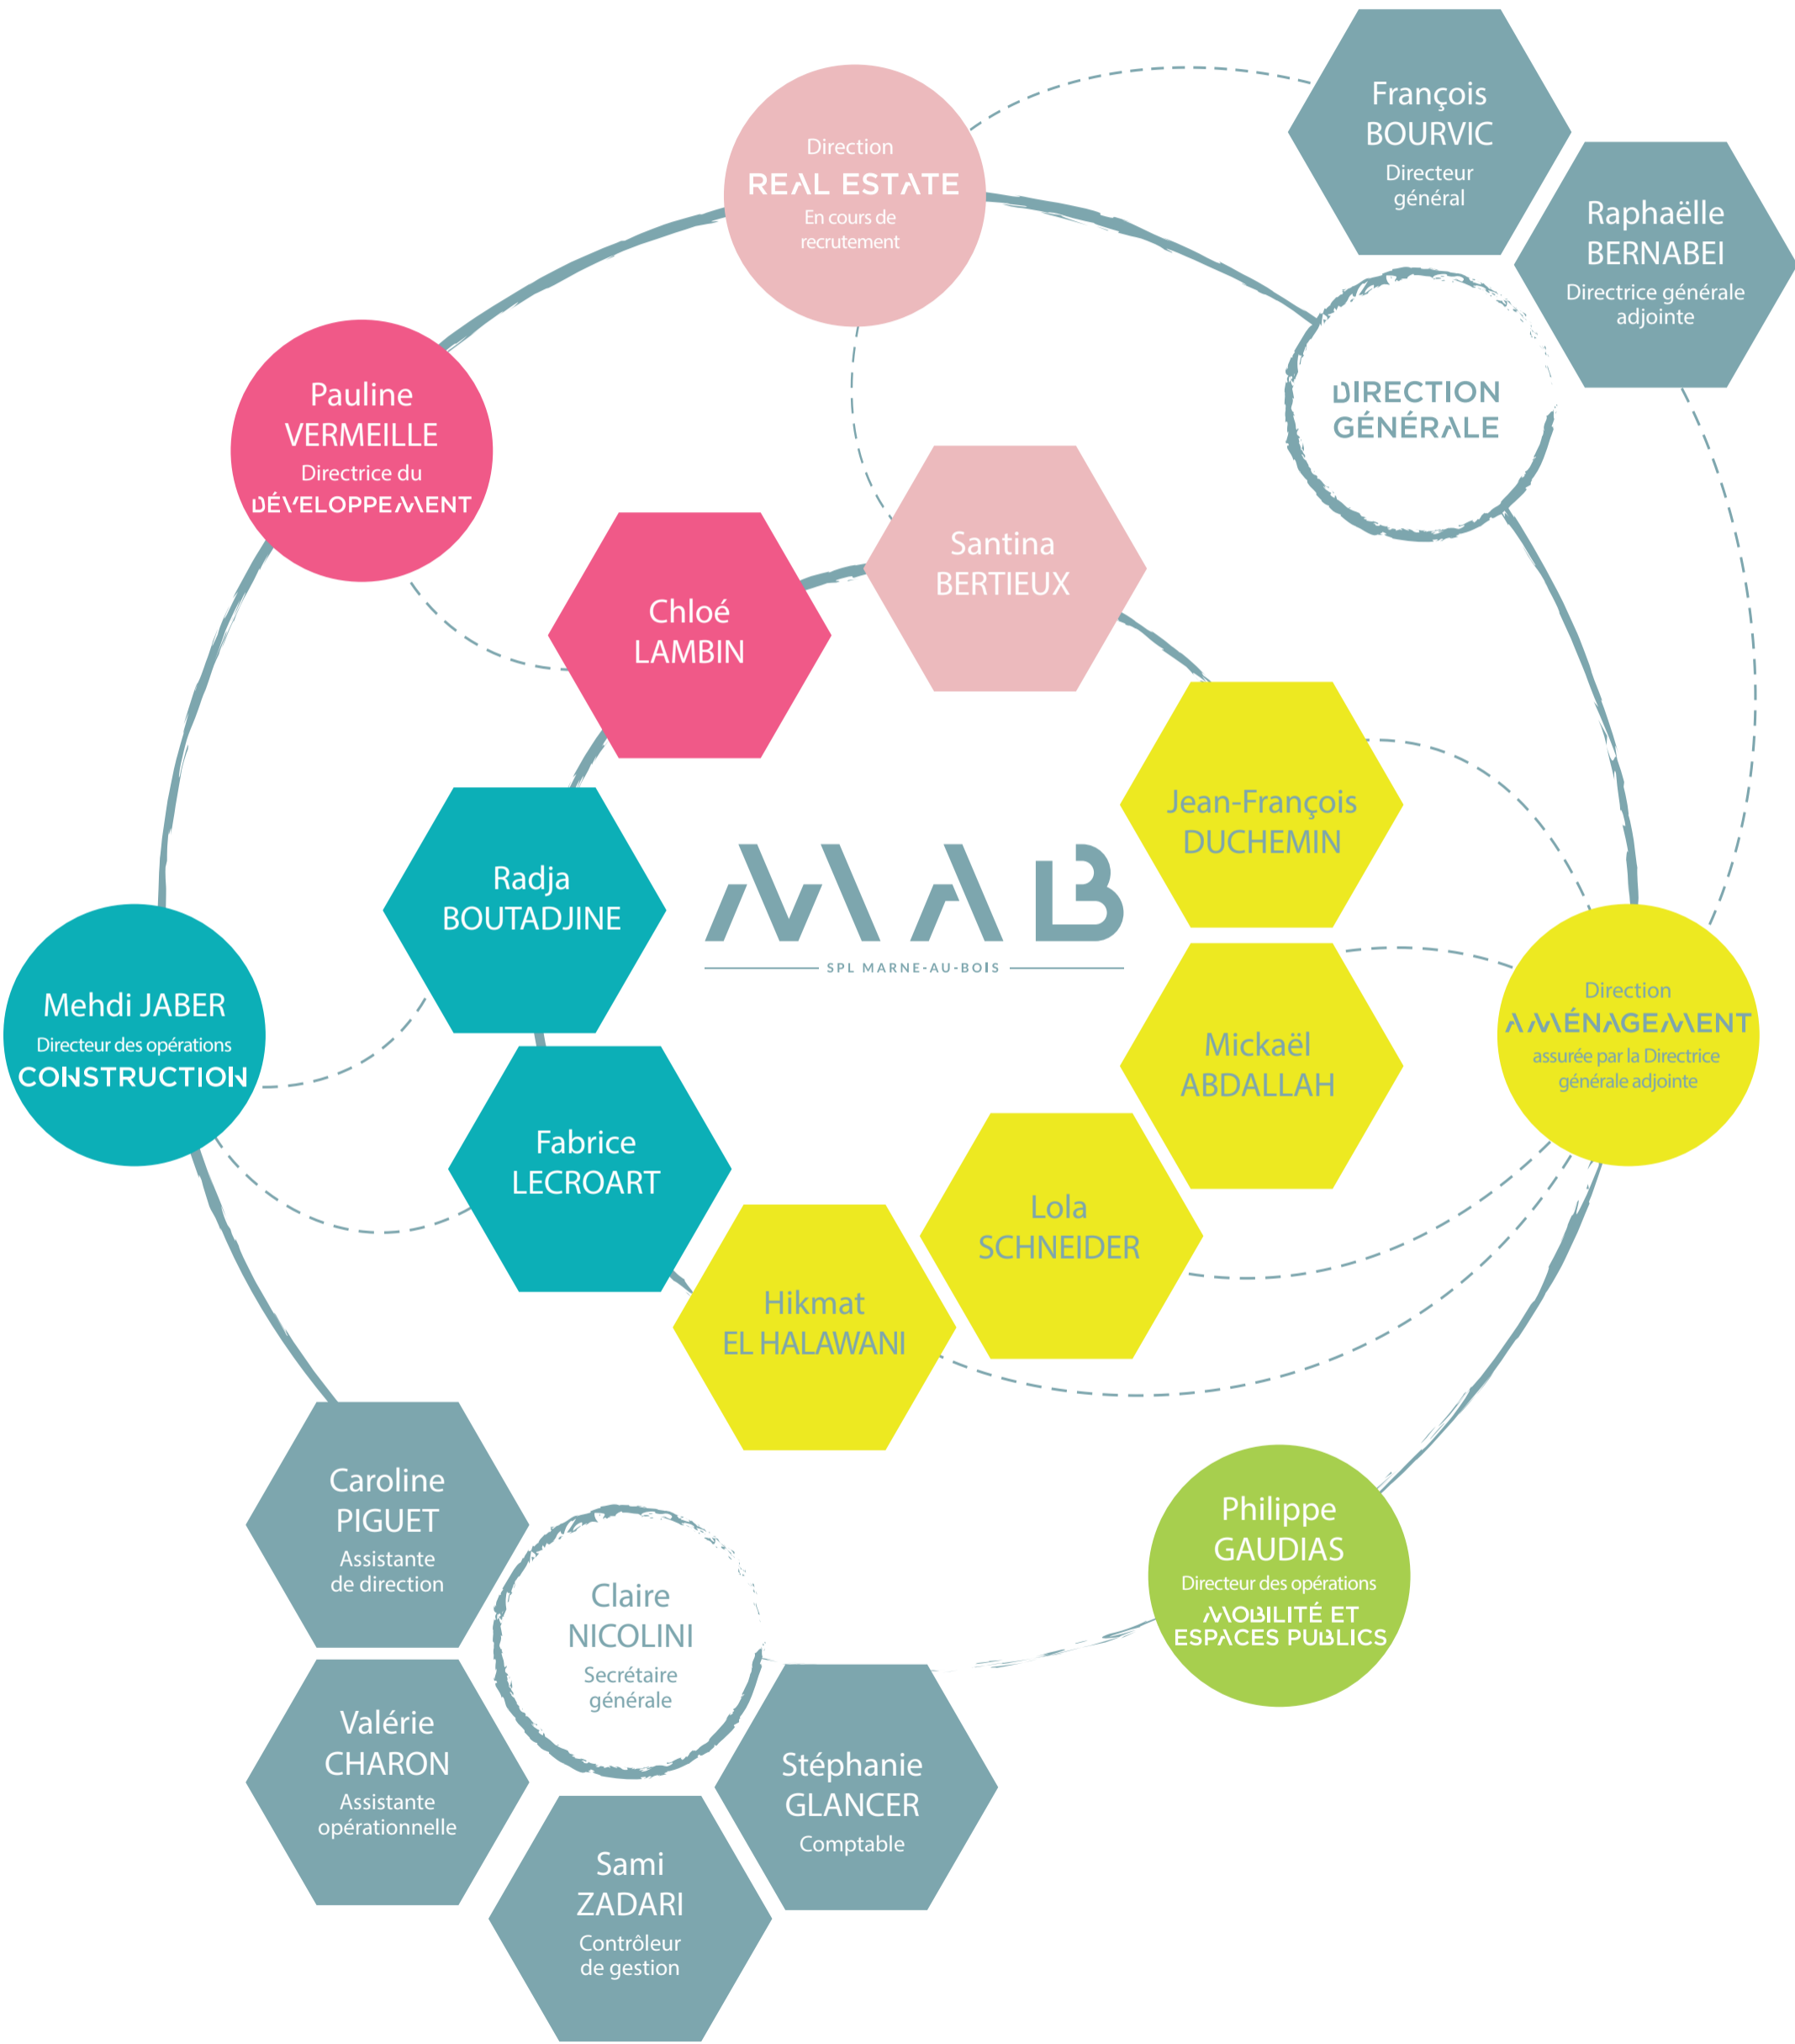 François
BOURVIC
Directeur
général
Raphaëlle
BERNABEI
Directrice générale
adjointe
DIRECTION
GÉNÉRALE
Direction
REAL ESTATE
En cours de
recrutement
Pauline
VERMEILLE
Directrice du
DÉVELOPPEMENT
Santina
BERTIEUX
Chloé
LAMBIN
Jean-François
DUCHEMIN
Radja
BOUTADJINE
MAB
SPL MARNE-AU-BOIS
Mehdi JABER
Directeur des opérations
CONSTRUCTION
Direction
AMÉNAGEMENT
assurée par la Directrice
générale adjointe
Mickaël
ABDALLAH
Fabrice
LECROART
Lola
SCHNEIDER
Hikmat
EL HALAWANI
Caroline
PIGUET
Assistante
de direction
Philippe
GAUDIAS
Directeur des opérations
MOBILITÉ ET
ESPACES PUBLICS
Claire
NICOLINI
Secrétaire
générale
Valérie
CHARON
Assistante
opérationnelle
Stéphanie
GLANCER
Comptable
Sami
ZADARI
Contrôleur
de gestion